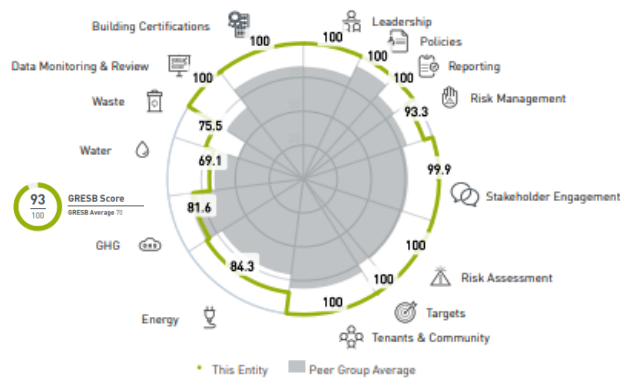 Building Certifications
100
100
Leadership
100
Policies
100
Reporting
Data Monitoring & Review
100
93.3
Risk Management
Waste
75.5
Water
69.1
99.9
Stakeholder Engagement
93
100
GRESB Score
GRESB Average 70
81.6
GHG
84.3
100
Risk Assessment
100
Targets
Energy
100
Tenants & Community
This Entity
Peer Group Average